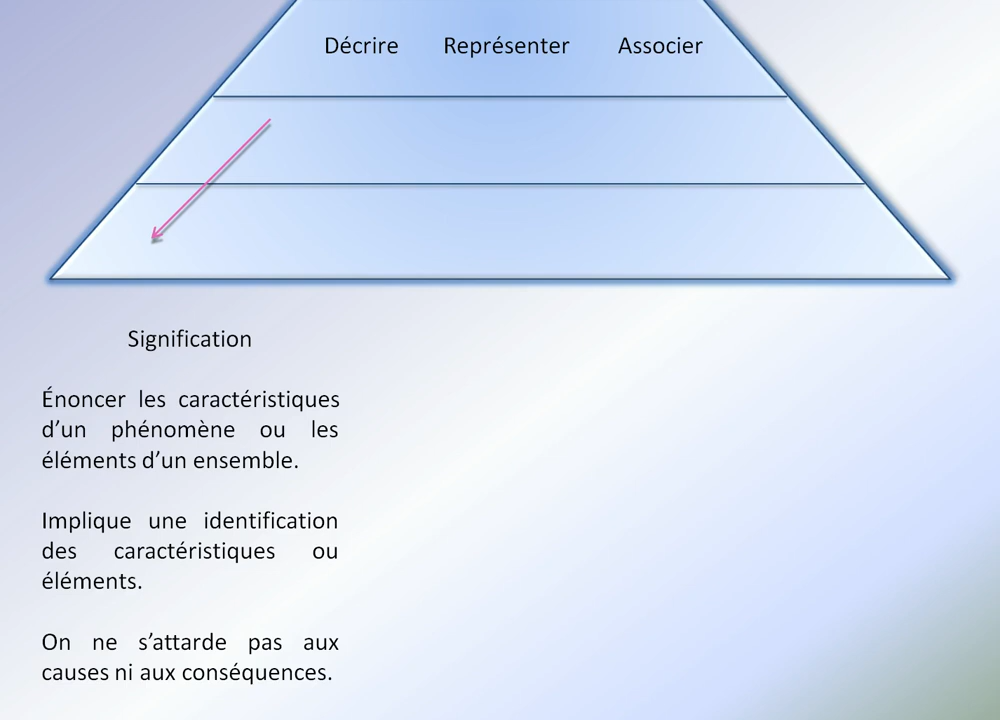 Décrire Représenter Associer
Signification
Énoncer les caractéristiques
d’un phénomène ou les
éléments d’un ensemble.
Implique une identification
des caractéristiques ou
éléments.
On ne s’attarde pas aux
causes ni aux conséquences.